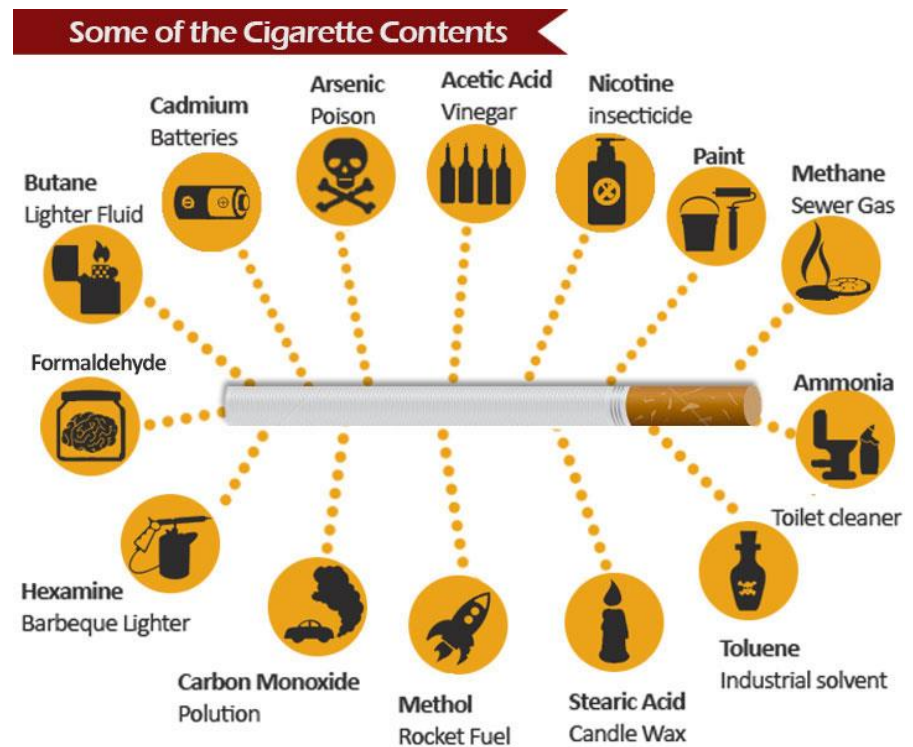 Some of the Cigarette Contents
Butane
Lighter Fluid
Cadmium
Batteries
Arsenic
Poison
Acetic Acid
Vinegar
Nicotine
insecticide
Paint
Methane
Sewer Gas
Formaldehyde
Ammonia
Toilet cleaner
Hexamine
Barbeque Lighter
Carbon Monoxide
Polution
Methol
Rocket Fuel
Stearic Acid
Candle Wax
Toluene
Industrial solvent